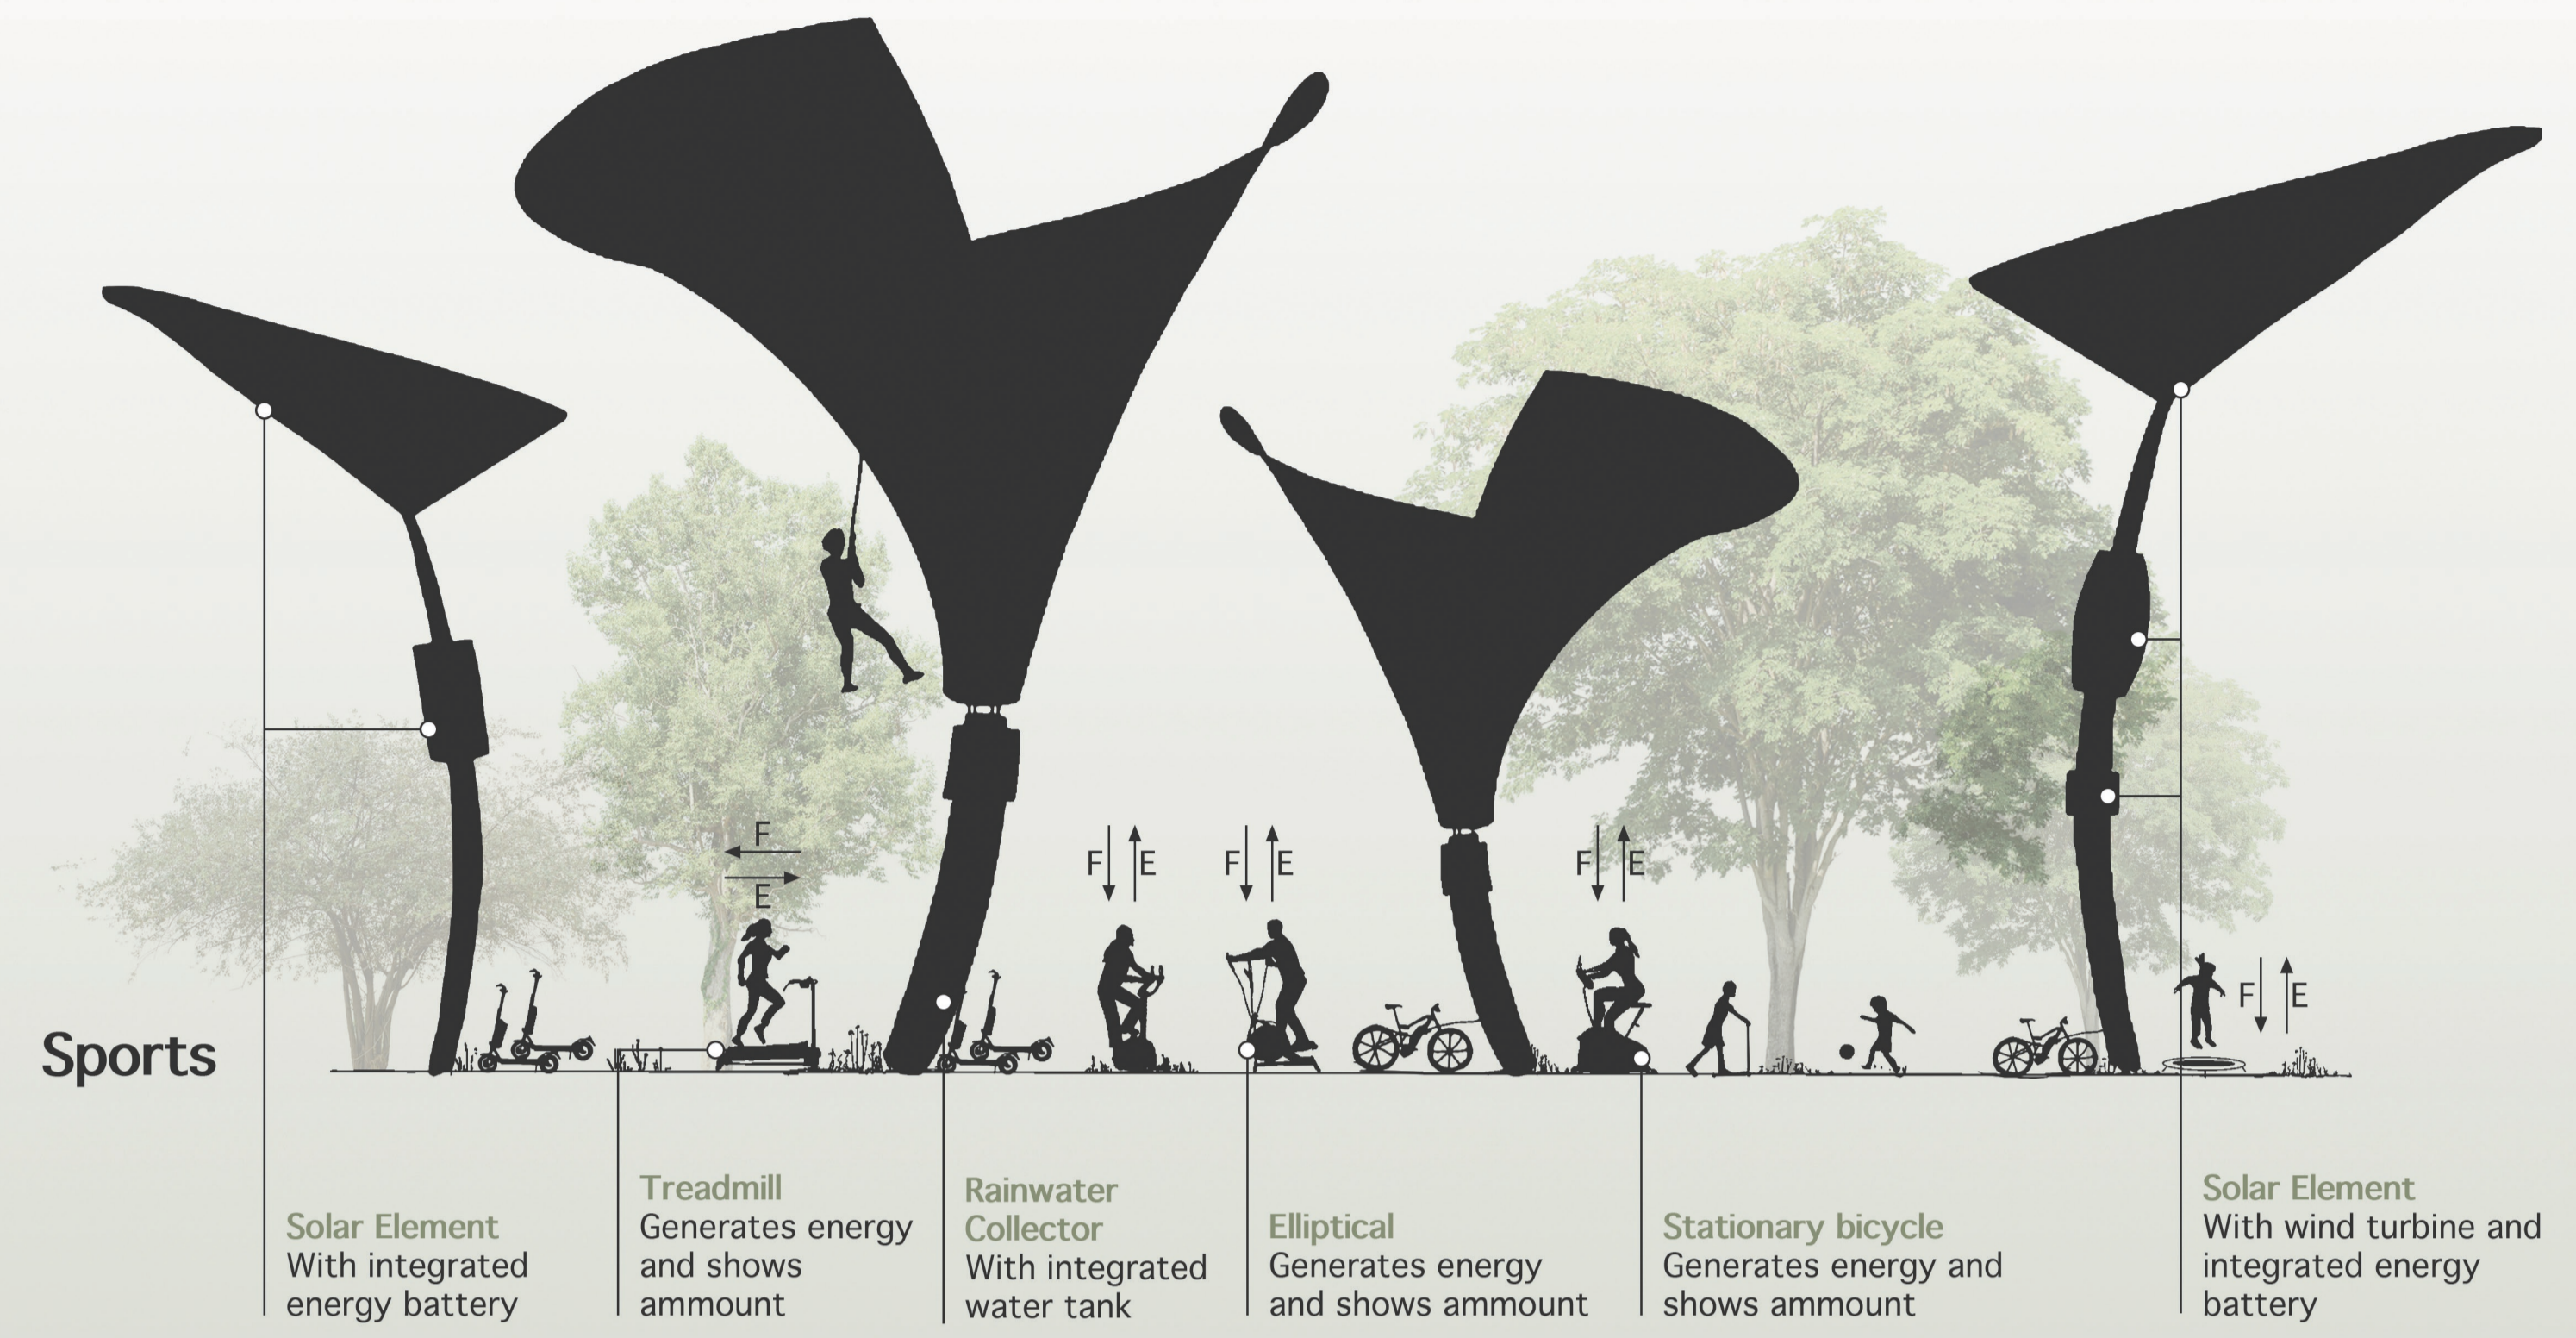 F
E
F E
F E
F E
F E
Sports
Solar Element
With integrated
energy battery
Treadmill
Generates energy
and shows
ammount
Rainwater
Collector
With integrated
water tank
Elliptical
Generates energy
and shows ammount
Stationary bicycle
Generates energy and
shows ammount
Solar Element
With wind turbine and
integrated energy
battery